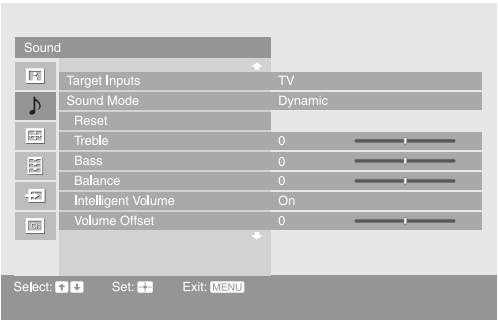 Sound
Target Inputs TV
Sound Mode Dynamic
Reset
Treble 0
Bass 0
Balance 0
Intelligent Volume On
Volume Offset 0
Select: Set: Exit: MENU